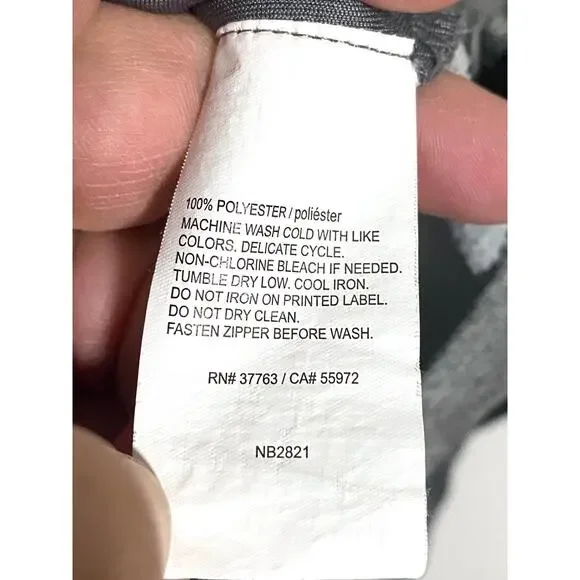 100% POLYESTER / poliéster
MACHINE WASH COLD WITH LIKE
COLORS. DELICATE CYCLE.
NON-CHLORINE BLEACH IF NEEDED.
TUMBLE DRY LOW. COOL IRON.
DO NOT IRON ON PRINTED LABEL.
DO NOT DRY CLEAN.
FASTEN ZIPPER BEFORE WASH.
RN# 37763 / CA# 55972
NB2821